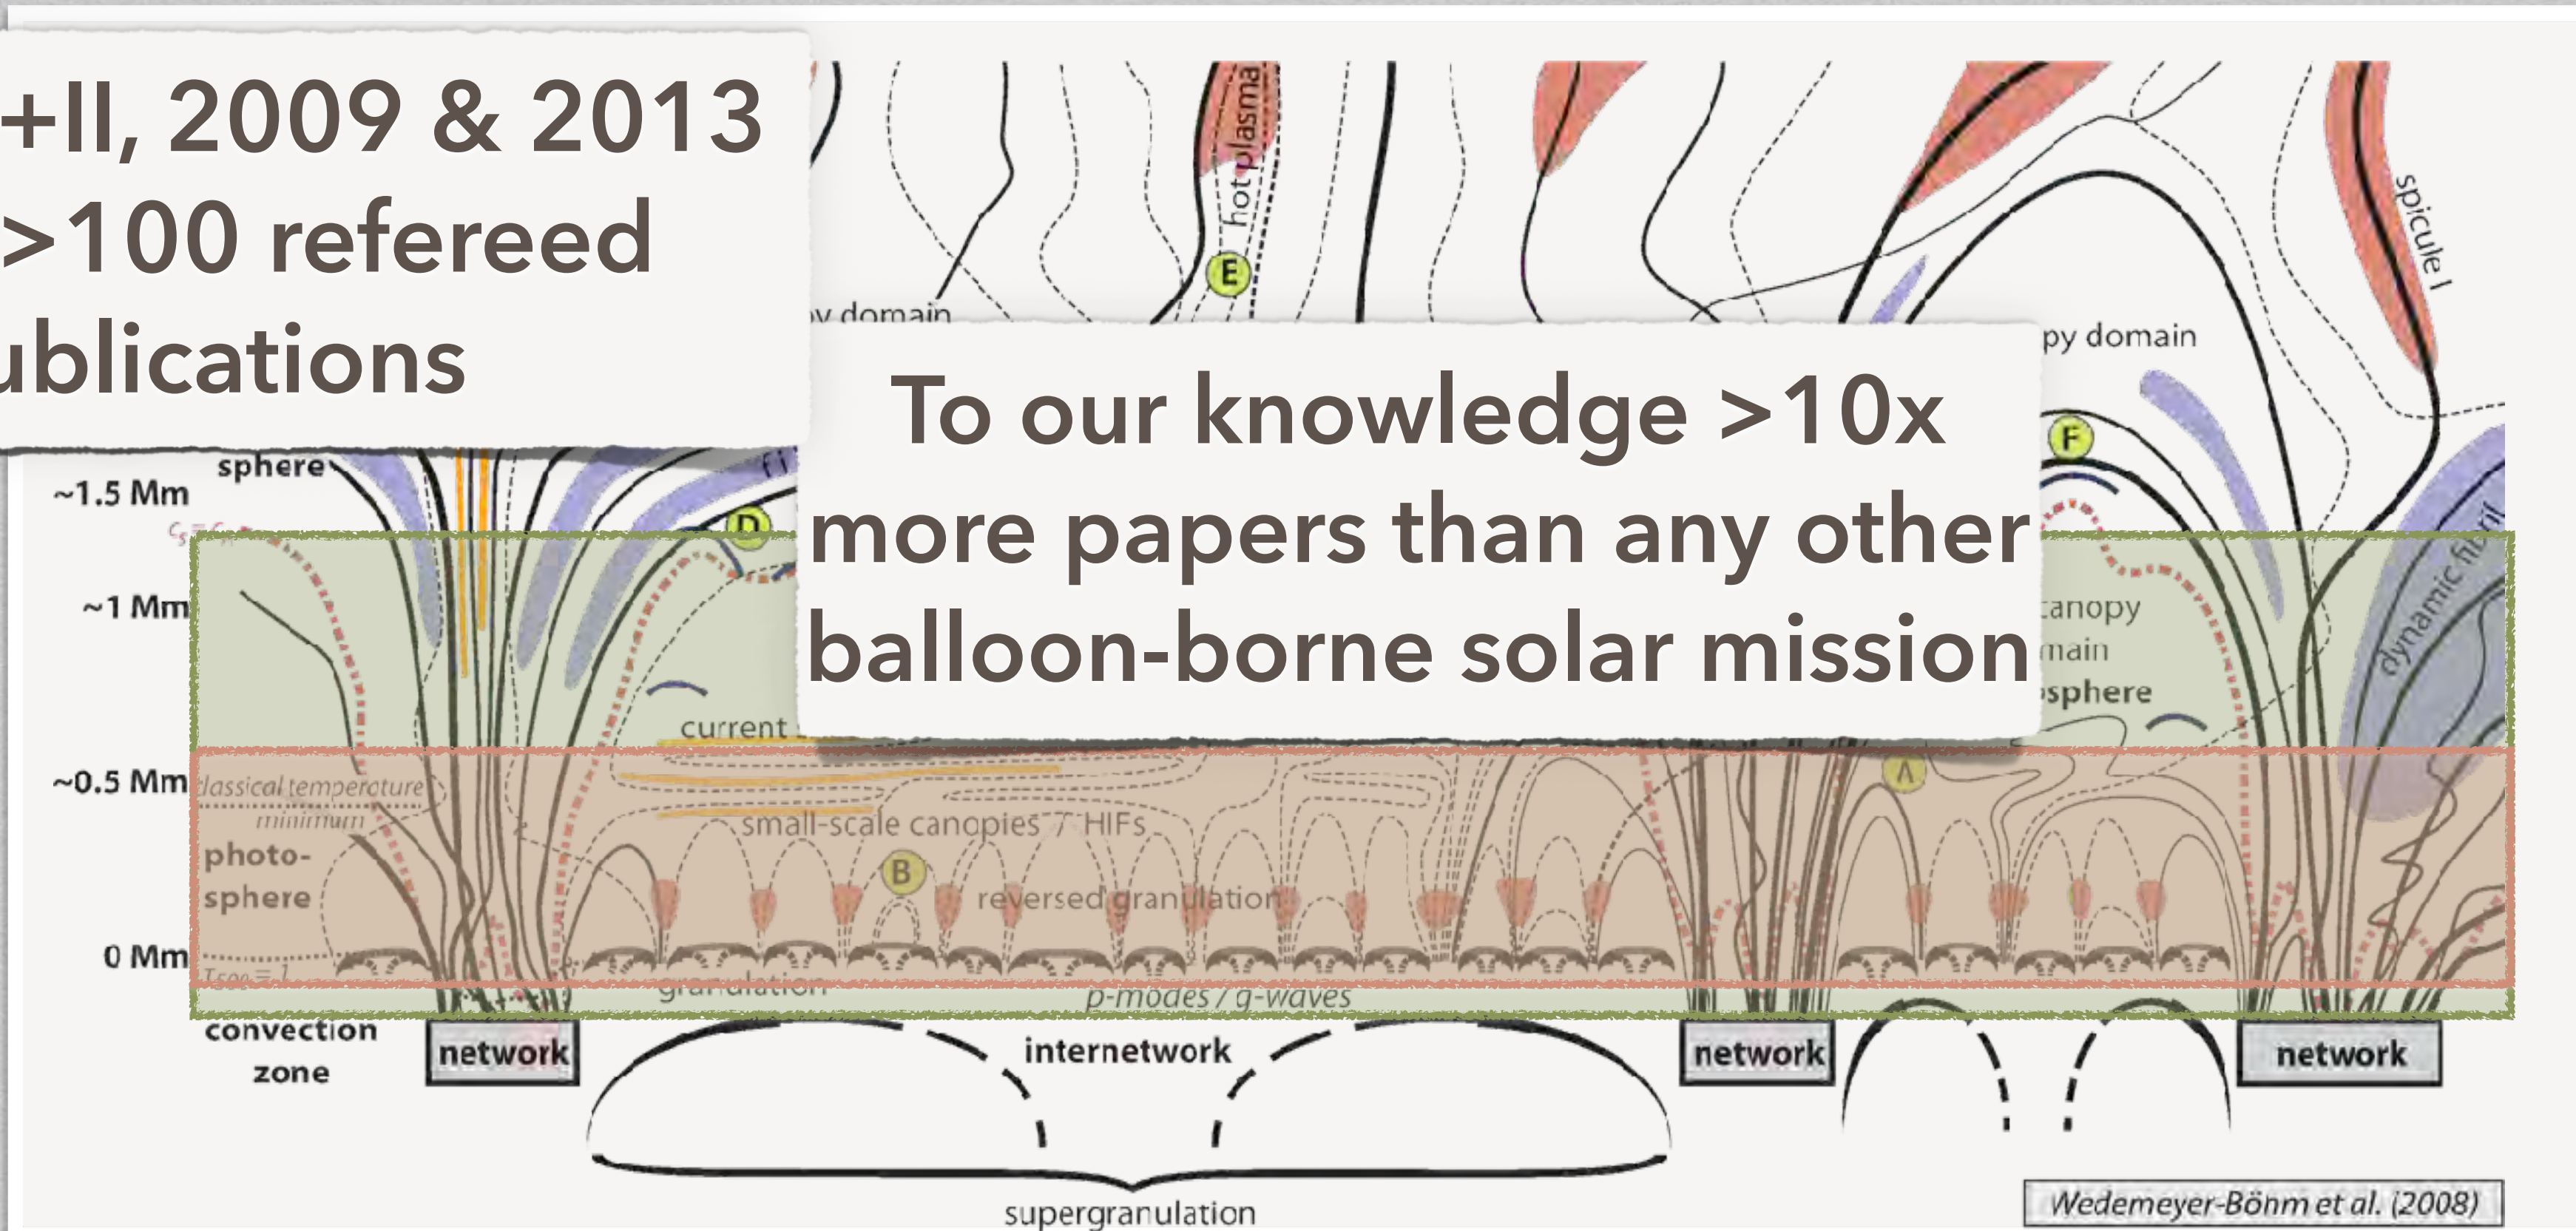 +II, 2009 & 2013
>100 refereed
ublications
To our knowledge >10x
more papers than any other
balloon-borne solar mission
hot plasma
E
spicule I
py domain
py domain
F
sphere
~1.5 Mm
D
fi
dynamic fibril
~1 Mm
canopy
main
osphere
current
~0.5 Mm
classical temperature
minimum
A
small-scale canopies / HIFs
photo-
sphere
B
reversed granulation
0 Mm
granulation
p-modes / g-waves
convection
zone
network
internetwork
network
network
supergranulation
Wedemeyer-Böhm et al. (2008)